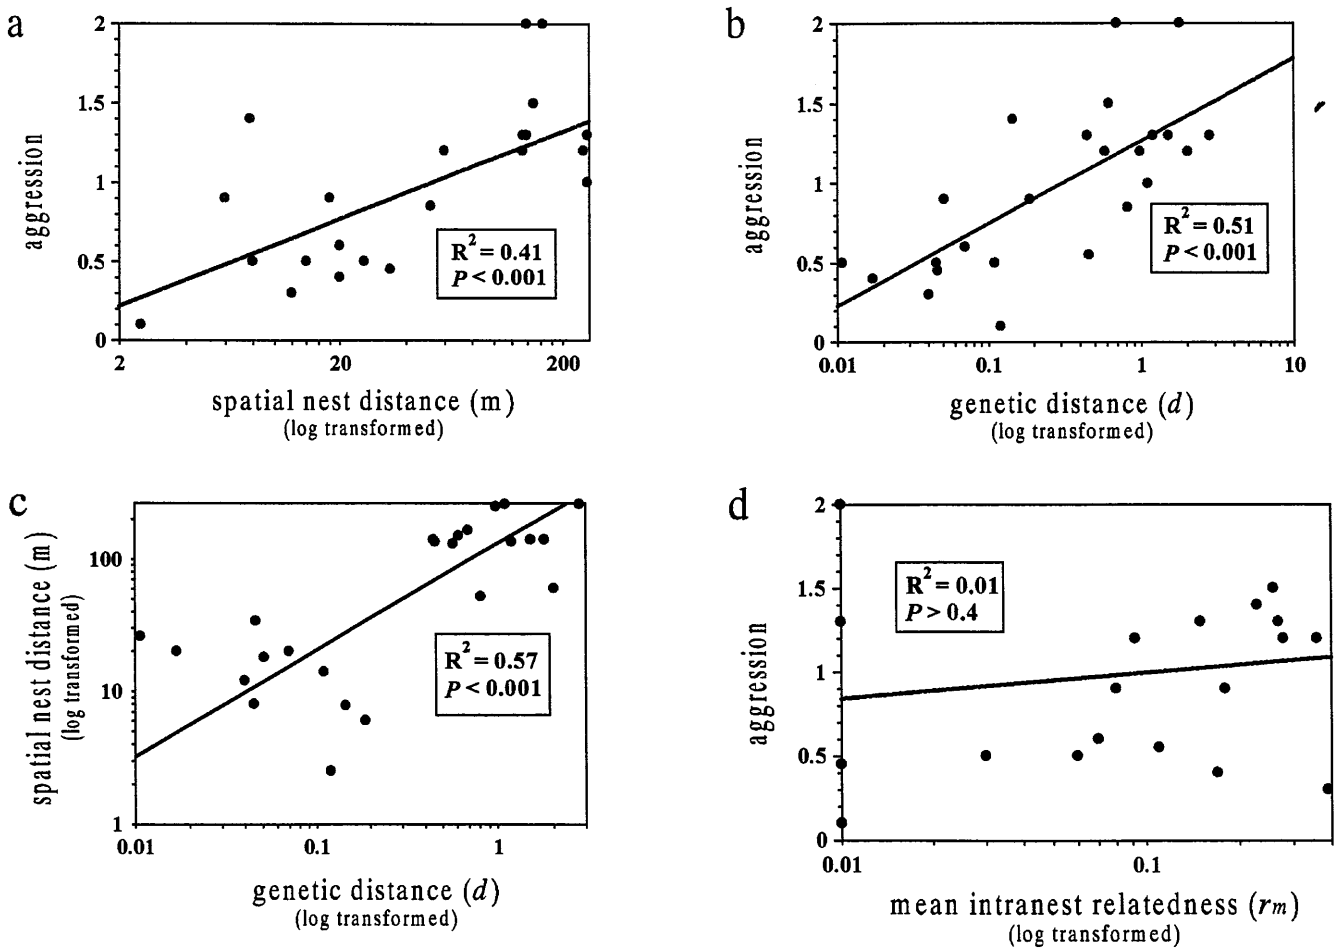 a
2
1.5
1
0.5
0
aggression
R² = 0.41
P < 0.001
2 20 200
spatial nest distance (m)
(log transformed)
b
2
1.5
1
0.5
0
aggression
R² = 0.51
P < 0.001
0.01 0.1 1 10
genetic distance (d)
(log transformed)
c
100
10
1
spatial nest distance (m)
(log transformed)
R² = 0.57
P < 0.001
0.01 0.1 1
genetic distance (d)
(log transformed)
d
2
1.5
1
0.5
0
aggression
R² = 0.01
P > 0.4
0.01 0.1
mean intranest relatedness (rm)
(log transformed)